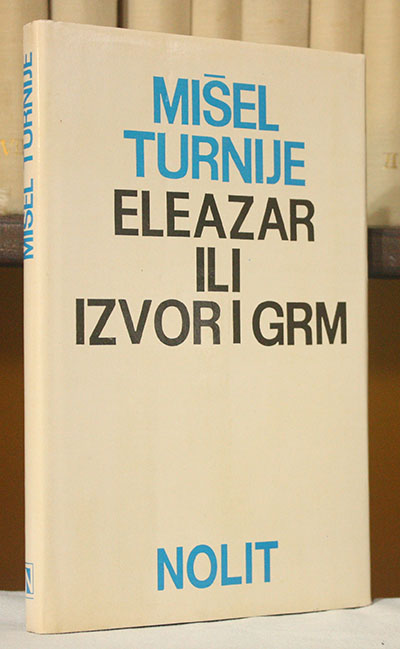 MIŠEL
TURNIJE
ELEAZAR
ILI
IZVOR I GRM
NOLIT
MIŠEL TURNIJE
N